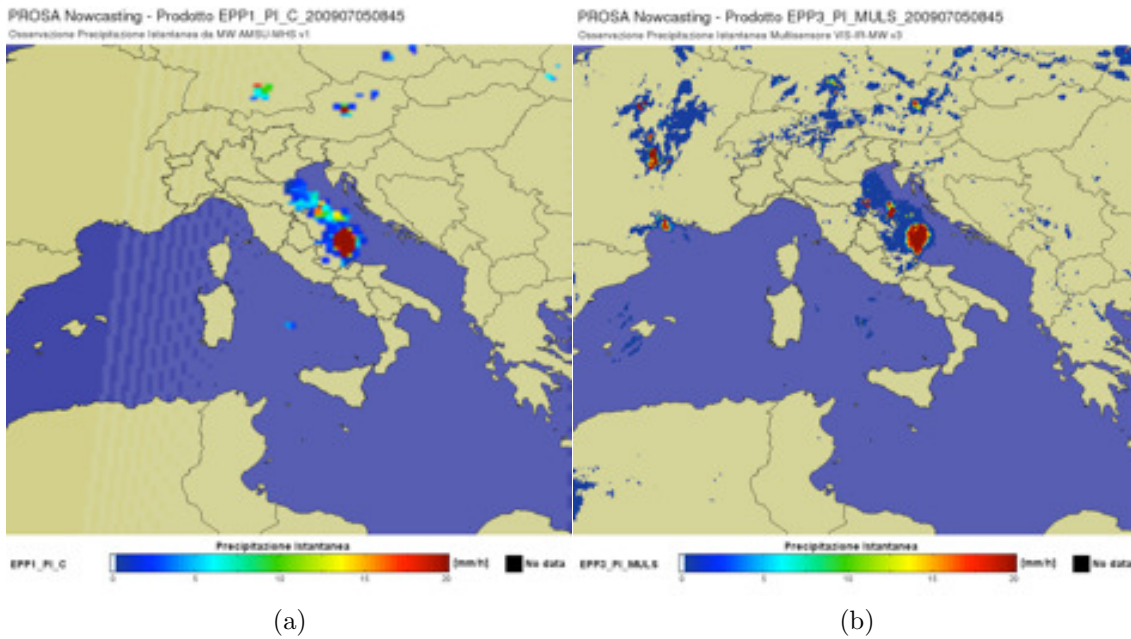 PROSA Nowcasting - Prodotto EPP1_PI_C_200907050845
Osservazione Precipitazione Istantanea da MW AMSU-MHS v1
PROSA Nowcasting - Prodotto EPP3_PI_MULS_200907050845
Osservazione Precipitazione Istantanea Multisensore VIS-IR-MW v3
Precipitazione Istantanea
EPP1_PI_C
[mm/h]
No data
0 5 10 15 20
Precipitazione Istantanea
EPP3_PI_MULS
[mm/h]
No data
0 5 10 15 20
(a)
(b)